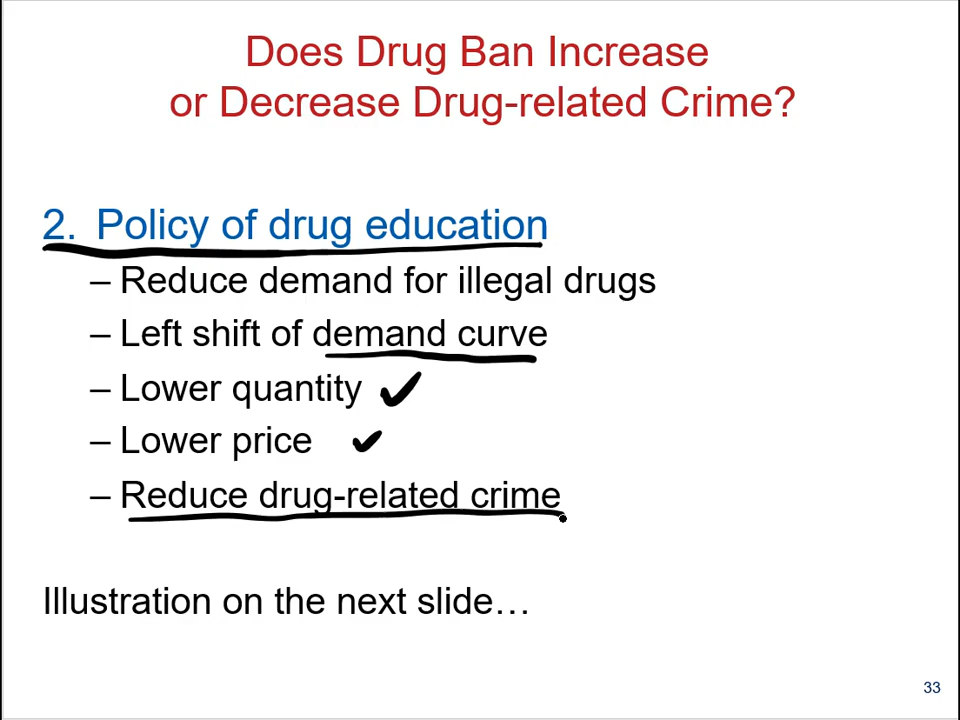 Does Drug Ban Increase
or Decrease Drug-related Crime?
2. Policy of drug education
– Reduce demand for illegal drugs
– Left shift of demand curve
– Lower quantity ✔
– Lower price ✔
– Reduce drug-related crime
Illustration on the next slide…
33